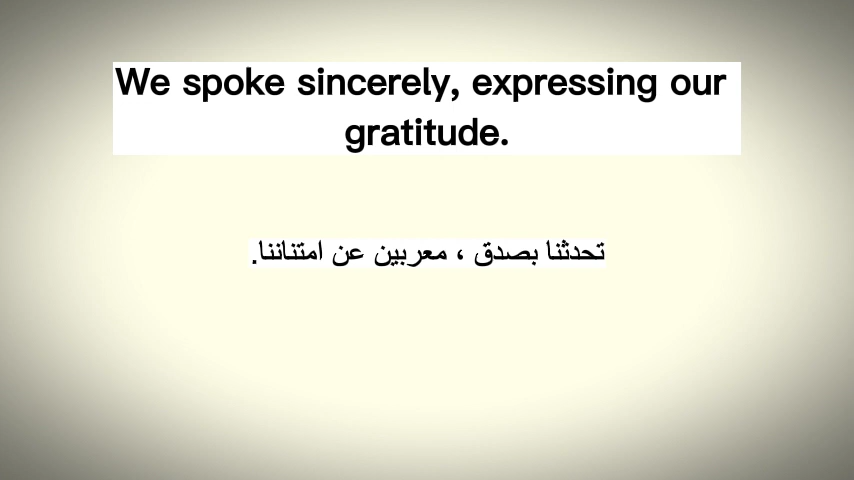 We spoke sincerely, expressing our
gratitude.
تحدثنا بصدق ، معربين عن امتناننا.